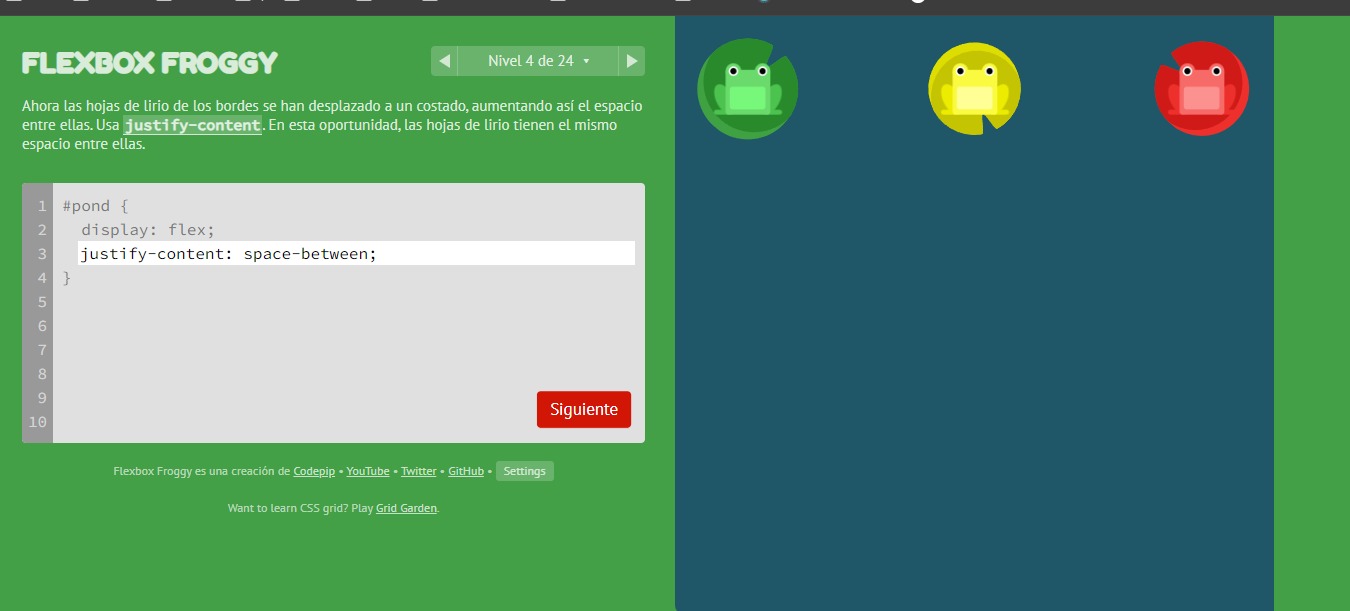 FLEXBOX FROGGY
Nivel 4 de 24
Ahora las hojas de lirio de los bordes se han desplazado a un costado, aumentando así el espacio
entre ellas. Usa justify-content. En esta oportunidad, las hojas de lirio tienen el mismo
espacio entre ellas.
1 #pond {
2 display: flex;
3 justify-content: space-between;
4 }
5
6
7
8
9
10
Siguiente
Flexbox Froggy es una creación de Codepip • YouTube • Twitter • GitHub • Settings
Want to learn CSS grid? Play Grid Garden.